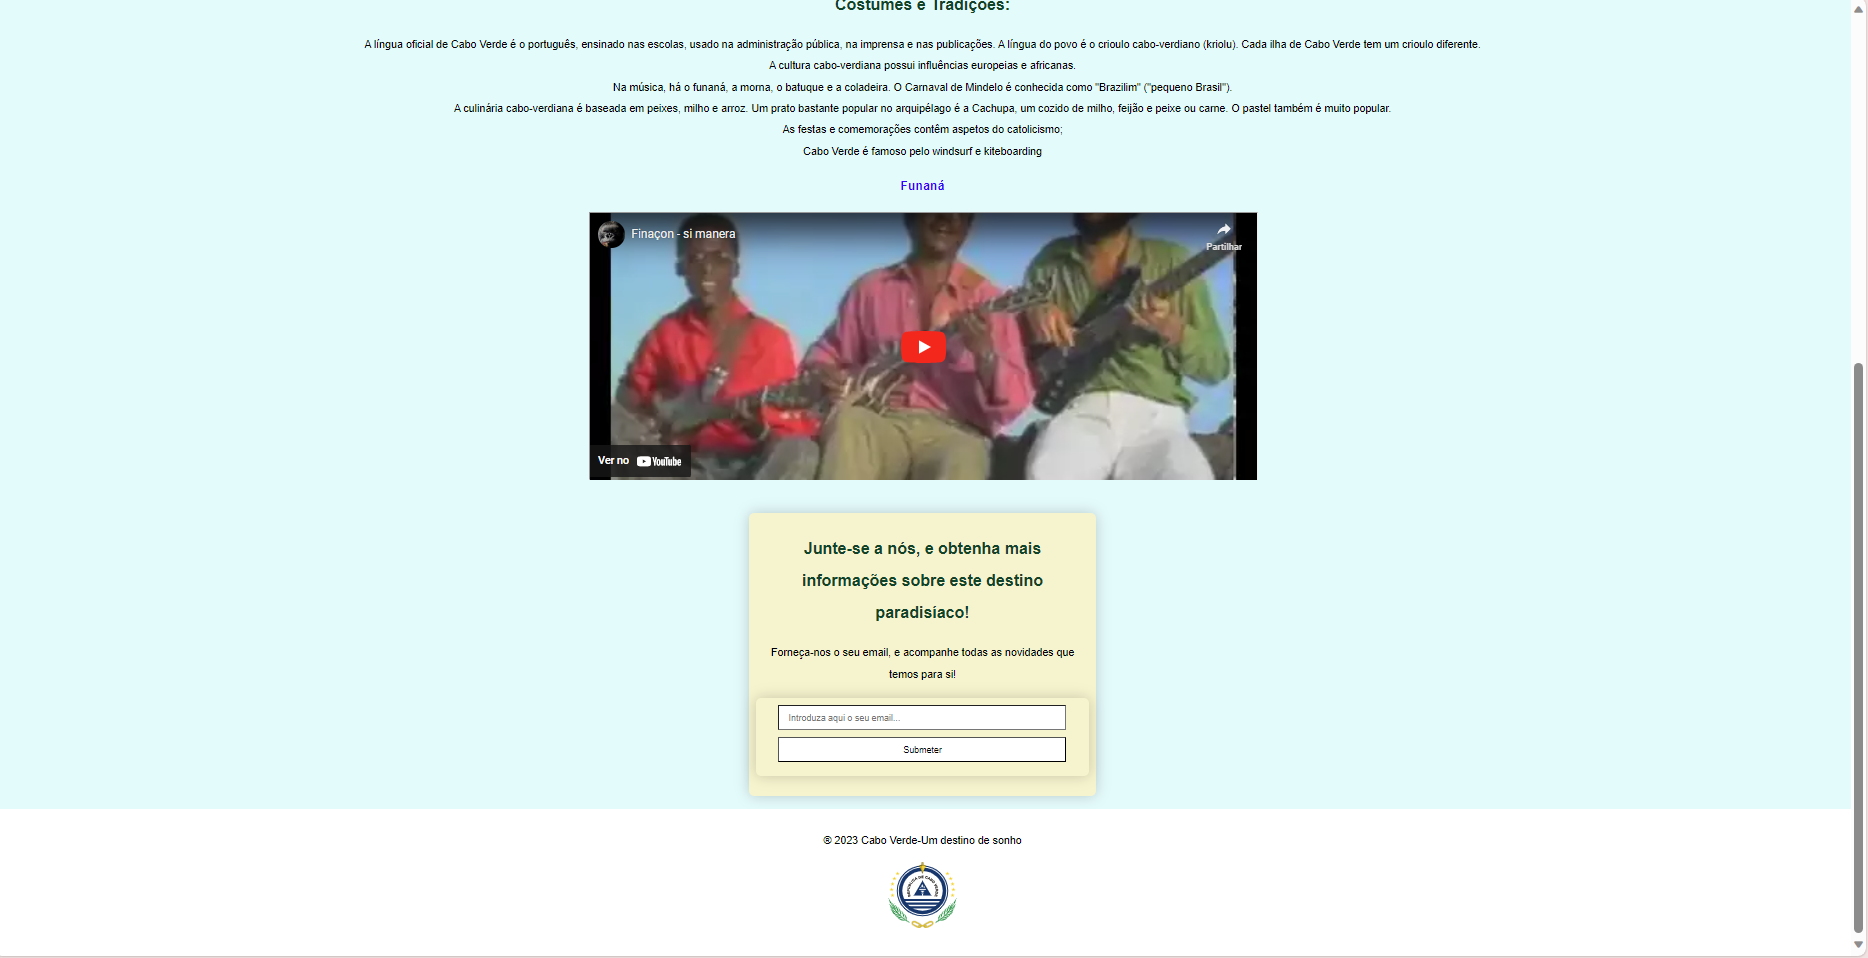 Costumes e Tradições:
A língua oficial de Cabo Verde é o português, ensinado nas escolas, usado na administração pública, na imprensa e nas publicações. A língua do povo é o crioulo cabo-verdiano (kriolu). Cada ilha de Cabo Verde tem um crioulo diferente.
A cultura cabo-verdiana possui influências europeias e africanas.
Na música, há o funaná, a morna, o batuque e a coladeira. O Carnaval de Mindelo é conhecida como "Brazilim" ("pequeno Brasil").
A culinária cabo-verdiana é baseada em peixes, milho e arroz. Um prato bastante popular no arquipélago é a Cachupa, um cozido de milho, feijão e peixe ou carne. O pastel também é muito popular.
As festas e comemorações contêm aspetos do catolicismo;
Cabo Verde é famoso pelo windsurf e kiteboarding
Funaná
Finaçon - si manera
Partilhar
Ver no YouTube
Junte-se a nós, e obtenha mais
informações sobre este destino
paradisíaco!
Forneça-nos o seu email, e acompanhe todas as novidades que
temos para si!
Introduza aqui o seu email...
Submeter
® 2023 Cabo Verde-Um destino de sonho
REPÚBLICA DE CABO VERDE